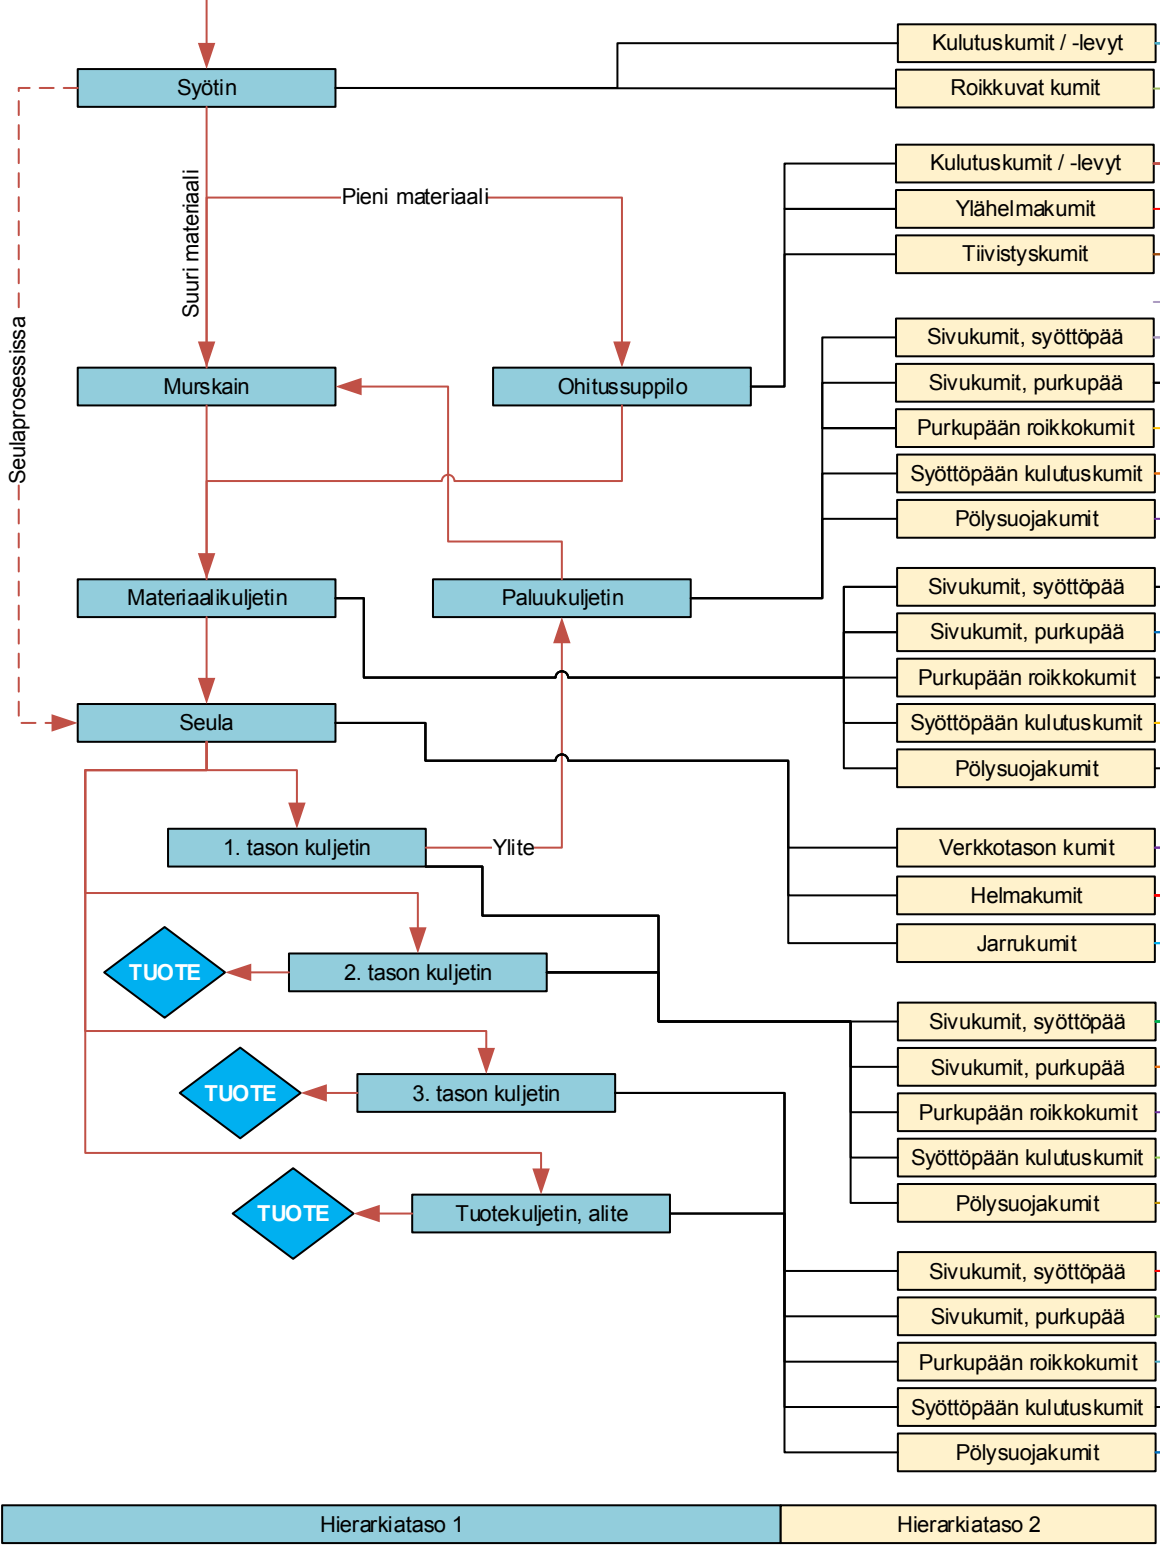 Kulutuskumit / -levyt
Syötin
Roikkuvat kumit
Suuri materiaali
Pieni materiaali
Kulutuskumit / -levyt
Ylähelmakumit
Tiivistyskumit
Seulaprosessissa
Murskain
Ohitussuppilo
Sivukumit, syöttöpää
Sivukumit, purkupää
Purkupään roikkokumit
Syöttöpään kulutuskumit
Pölysuojakumit
Materiaalikuljetin
Paluukuljetin
Sivukumit, syöttöpää
Sivukumit, purkupää
Purkupään roikkokumit
Syöttöpään kulutuskumit
Pölysuojakumit
Seula
1. tason kuljetin
Ylite
Verkkotason kumit
Helmakumit
Jarrukumit
TUOTE
2. tason kuljetin
Sivukumit, syöttöpää
Sivukumit, purkupää
Purkupään roikkokumit
Syöttöpään kulutuskumit
Pölysuojakumit
TUOTE
3. tason kuljetin
TUOTE
Tuotekuljetin, alite
Sivukumit, syöttöpää
Sivukumit, purkupää
Purkupään roikkokumit
Syöttöpään kulutuskumit
Pölysuojakumit
Hierarkiataso 1
Hierarkiataso 2